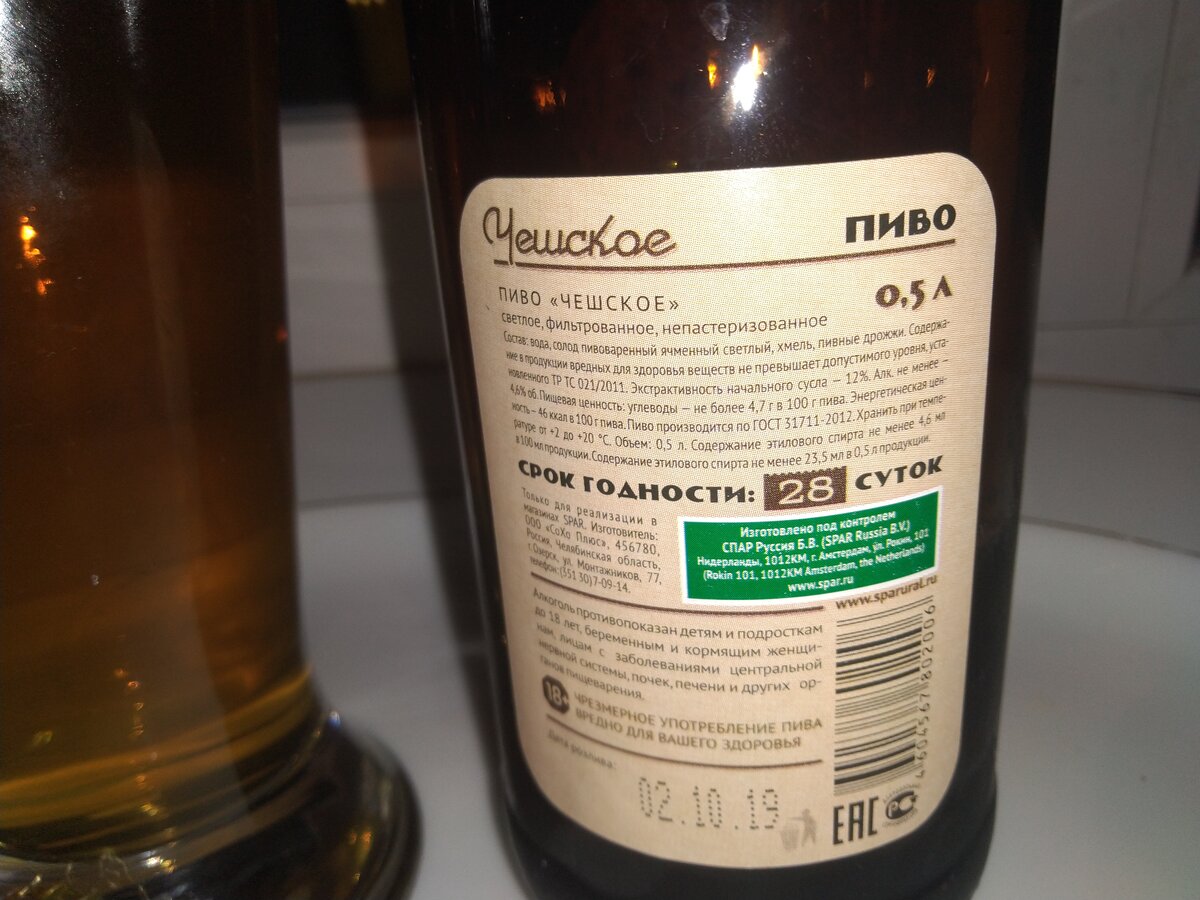 Чешское
ПИВО
ПИВО «ЧЕШСКОЕ»
0,5 Л
светлое, фильтрованное, непастеризованное
Состав: вода, солод пивоваренный ячменный светлый, хмель, пивные дрожжи. Содержа-
ние в продукции вредных для здоровья веществ не превышает допустимого уровня, уста-
новленного ТР ТС 021/2011. Экстрактивность начального сусла — 12%. Алк. не менее —
4,6% об. Пищевая ценность: углеводы — не более 4,7 г в 100 г пива. Энергетическая цен-
ность – 46 ккал в 100 г пива. Пиво производится по ГОСТ 31711-2012. Хранить при темпе-
ратуре от +2 до +20 °С. Объем: 0,5 л. Содержание этилового спирта не менее 4,6 мл
в 100 мл продукции. Содержание этилового спирта не менее 23,5 мл в 0,5 л продукции.
СРОК ГОДНОСТИ: 28 СУТОК
Только для реализации в
магазинах SPAR. Изготовитель:
ООО «СоХо Плюс», 456780,
Россия, Челябинская область,
г. Озерск, ул. Монтажников, 77,
телефон: (351 30)7-09-14.
Изготовлено под контролем
СПАР Руссия Б.В. (SPAR Russia B.V.)
Нидерланды, 1012КМ, г. Амстердам, ул. Рокин, 101
(Rokin 101, 1012KM Amsterdam, the Netherlands)
www.spar.ru
www.sparural.ru
Алкоголь противопоказан детям и подросткам
до 18 лет, беременным и кормящим женщи-
нам, лицам с заболеваниями центральной
нервной системы, почек, печени и других ор-
ганов пищеварения.
18+
ЧРЕЗМЕРНОЕ УПОТРЕБЛЕНИЕ ПИВА
ВРЕДНО ДЛЯ ВАШЕГО ЗДОРОВЬЯ
Дата розлива:
02.10.19
4 604567 802006
EAC
РС